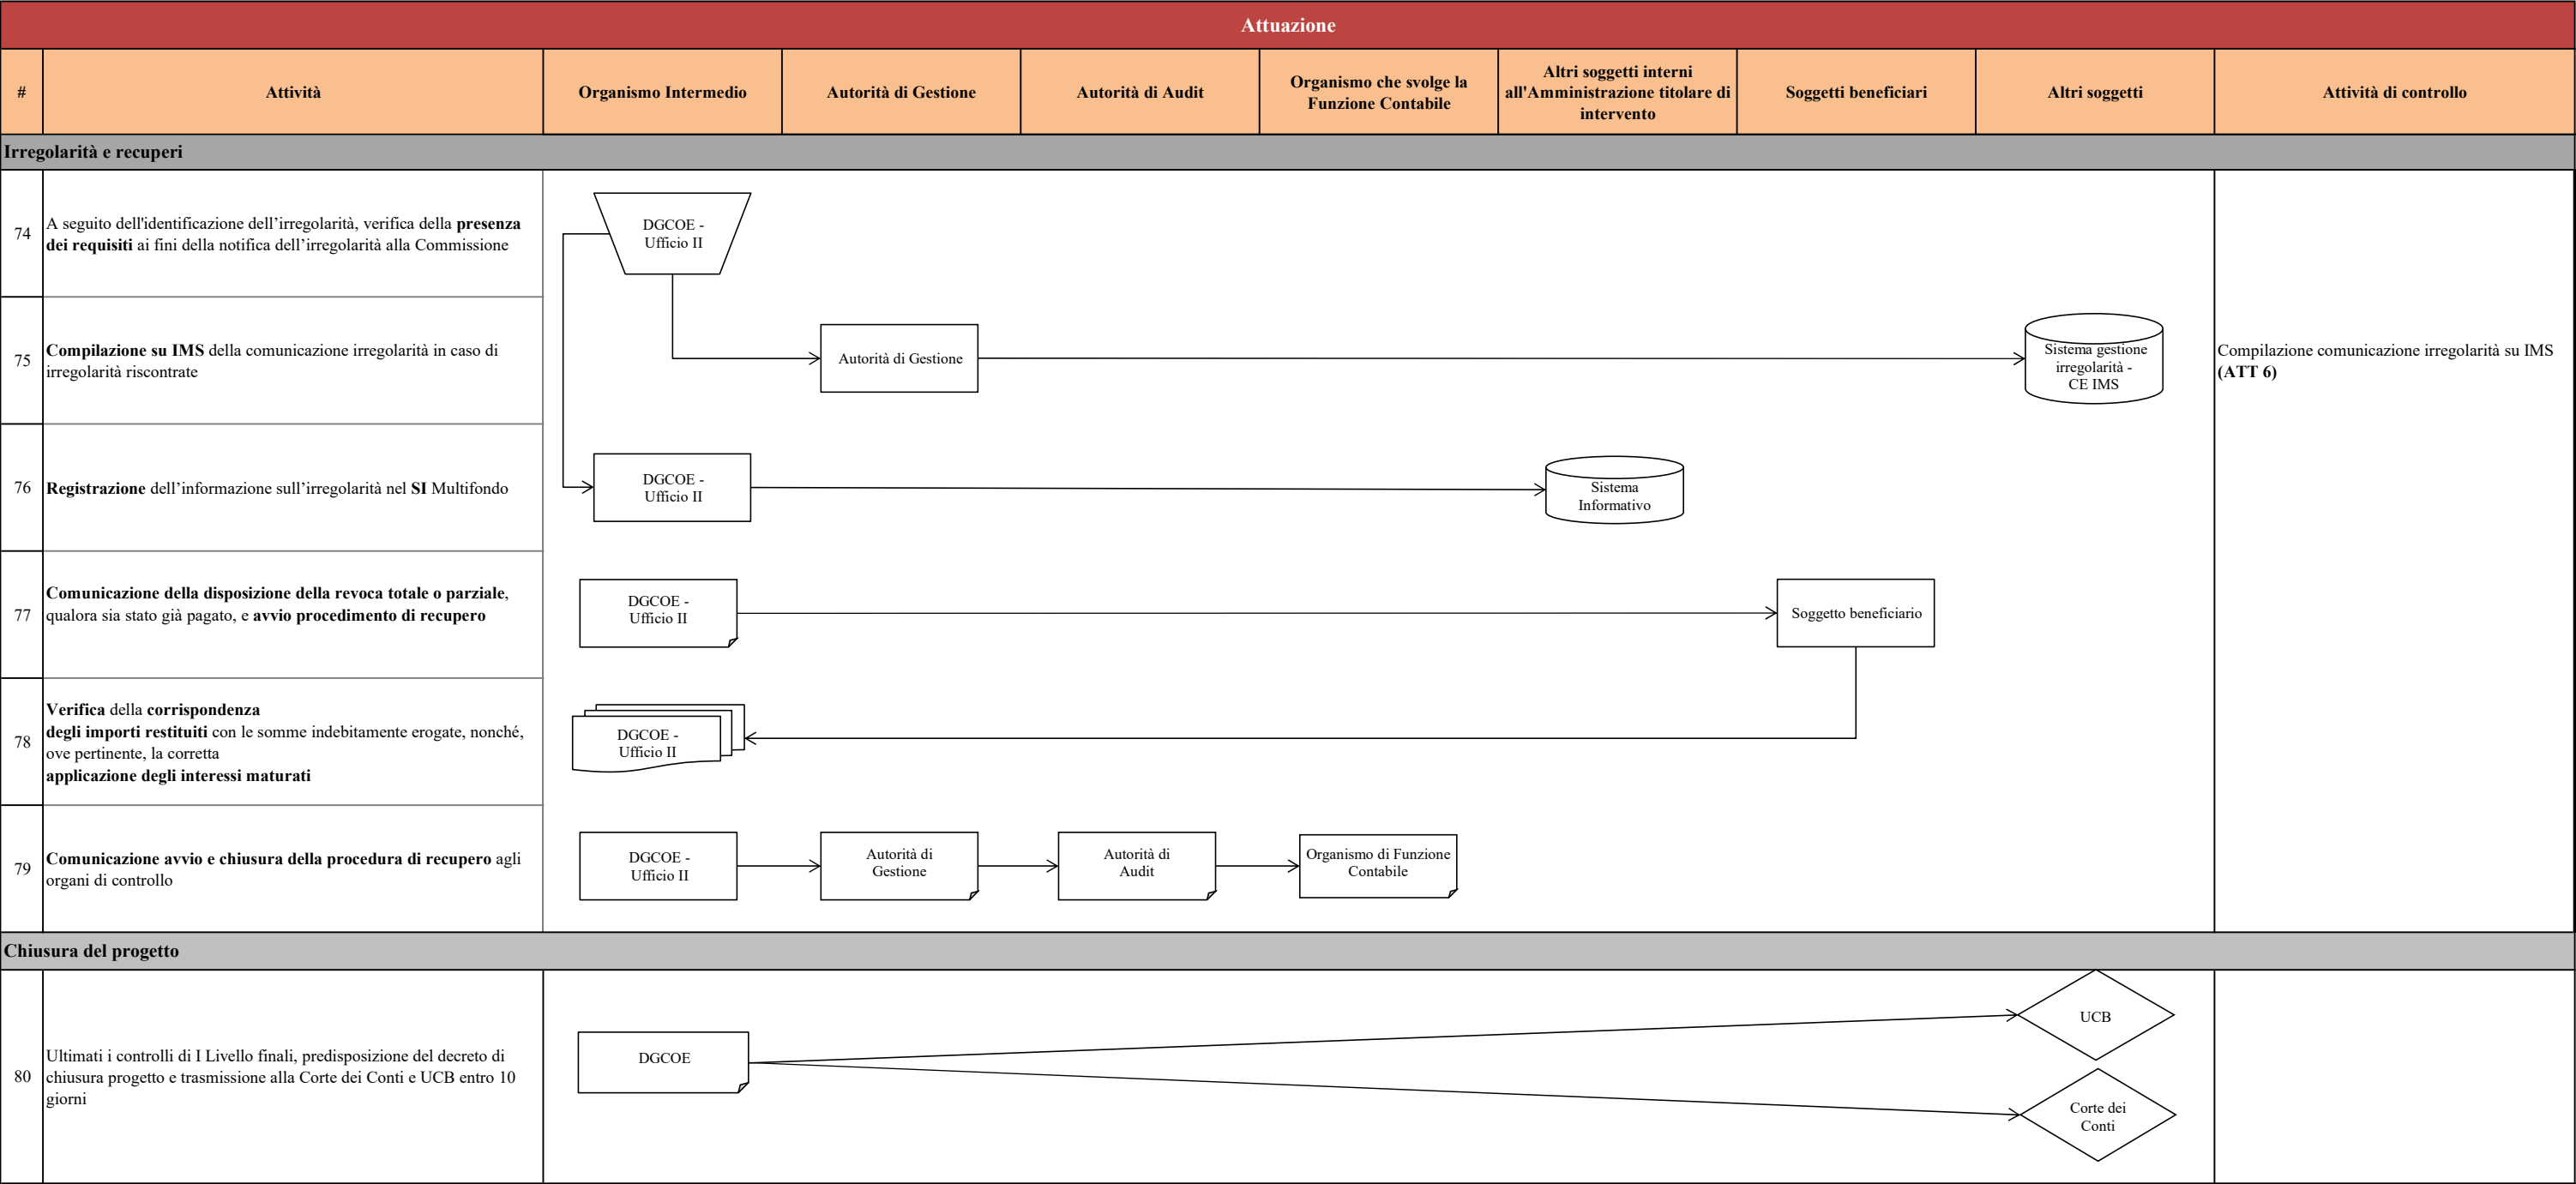 Attuazione
#
Attività
Organismo Intermedio
Autorità di Gestione
Autorità di Audit
Organismo che svolge la
Funzione Contabile
Altri soggetti interni
all'Amministrazione titolare di
intervento
Soggetti beneficiari
Altri soggetti
Attività di controllo
Irregolarità e recuperi
74
A seguito dell'identificazione dell’irregolarità, verifica della presenza
dei requisiti ai fini della notifica dell’irregolarità alla Commissione
DGCOE -
Ufficio II
75
Compilazione su IMS della comunicazione irregolarità in caso di
irregolarità riscontrate
Autorità di Gestione
Sistema gestione
irregolarità -
CE IMS
Compilazione comunicazione irregolarità su IMS
(ATT 6)
76
Registrazione dell’informazione sull’irregolarità nel SI Multifondo
DGCOE -
Ufficio II
Sistema
Informativo
77
Comunicazione della disposizione della revoca totale o parziale,
qualora sia stato già pagato, e avvio procedimento di recupero
DGCOE -
Ufficio II
Soggetto beneficiario
78
Verifica della corrispondenza
degli importi restituiti con le somme indebitamente erogate, nonché,
ove pertinente, la corretta
applicazione degli interessi maturati
DGCOE -
Ufficio II
79
Comunicazione avvio e chiusura della procedura di recupero agli
organi di controllo
DGCOE -
Ufficio II
Autorità di
Gestione
Autorità di
Audit
Organismo di Funzione
Contabile
Chiusura del progetto
80
Ultimati i controlli di I Livello finali, predisposizione del decreto di
chiusura progetto e trasmissione alla Corte dei Conti e UCB entro 10
giorni
DGCOE
UCB
Corte dei
Conti